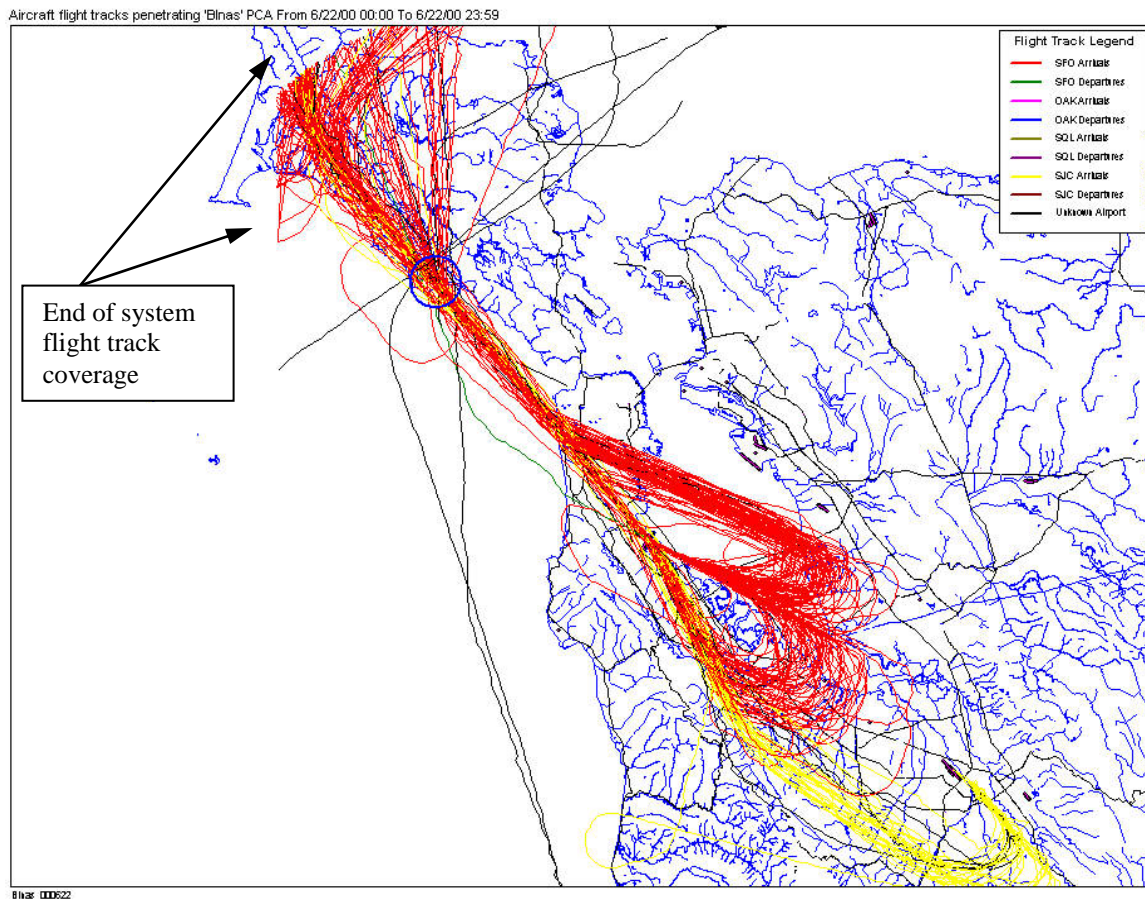 Aircraft flight tracks penetrating 'Blnas' PCA From 6/22/00 00:00 To 6/22/00 23:59
Flight Track Legend
SFO Arrivals
SFO Departures
OAK Arrivals
OAK Departures
SQL Arrivals
SQL Departures
SJC Arrivals
SJC Departures
Unknown Airport
End of system
flight track
coverage
Blnas 000622